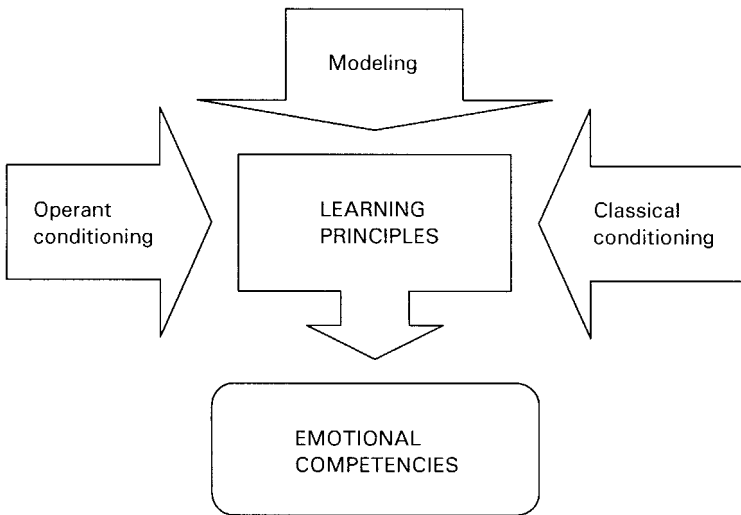 Modeling
Operant
conditioning
LEARNING
PRINCIPLES
Classical
conditioning
EMOTIONAL
COMPETENCIES